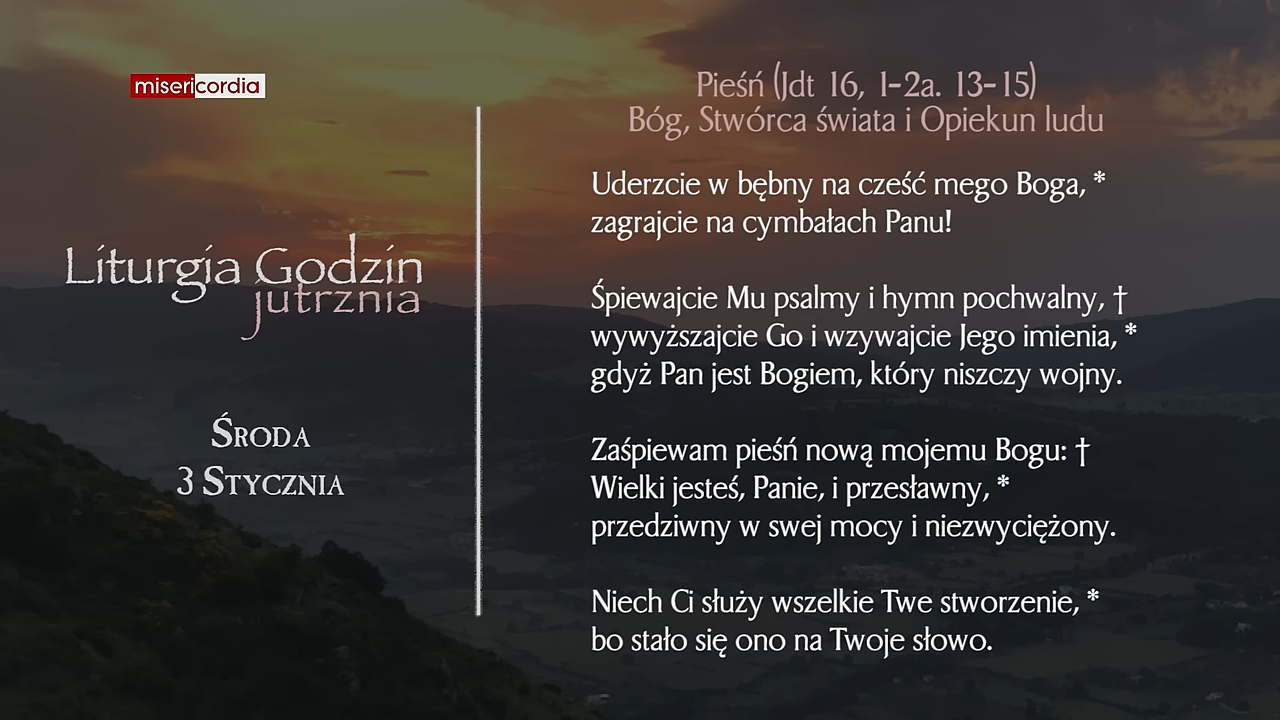 misericordia
Liturgia Godzin
jutrznia
Środa
3 Stycznia
Pieśń (Jdt 16, 1-2a. 13-15)
Bóg, Stwórca świata i Opiekun ludu
Uderzcie w bębny na cześć mego Boga, *
zagrajcie na cymbałach Panu!
Śpiewajcie Mu psalmy i hymn pochwalny, †
wywyższajcie Go i wzywajcie Jego imienia, *
gdyż Pan jest Bogiem, który niszczy wojny.
Zaśpiewam pieśń nową mojemu Bogu: †
Wielki jesteś, Panie, i przesławny, *
przedziwny w swej mocy i niezwyciężony.
Niech Ci służy wszelkie Twe stworzenie, *
bo stało się ono na Twoje słowo.